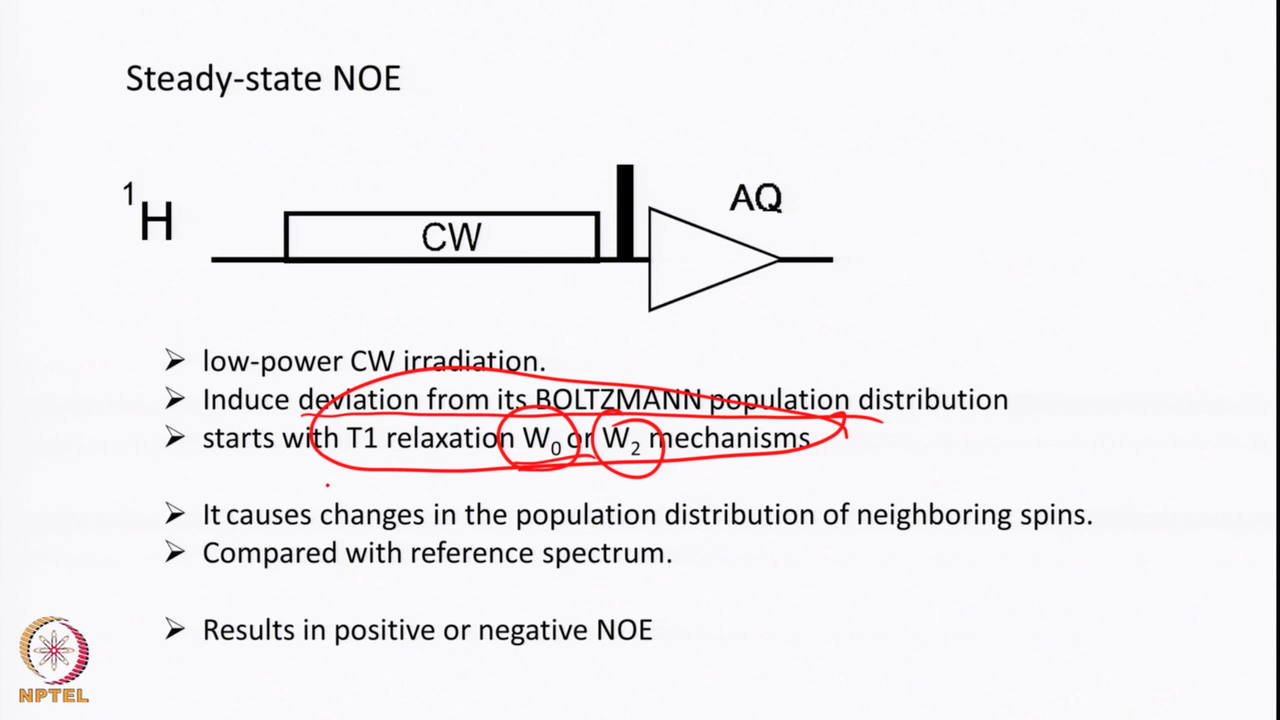 Steady-state NOE
¹H
CW
AQ
➢ low-power CW irradiation.
➢ Induce deviation from its BOLTZMANN population distribution
➢ starts with T1 relaxation W₀ or W₂ mechanisms
➢ It causes changes in the population distribution of neighboring spins.
➢ Compared with reference spectrum.
➢ Results in positive or negative NOE
NPTEL